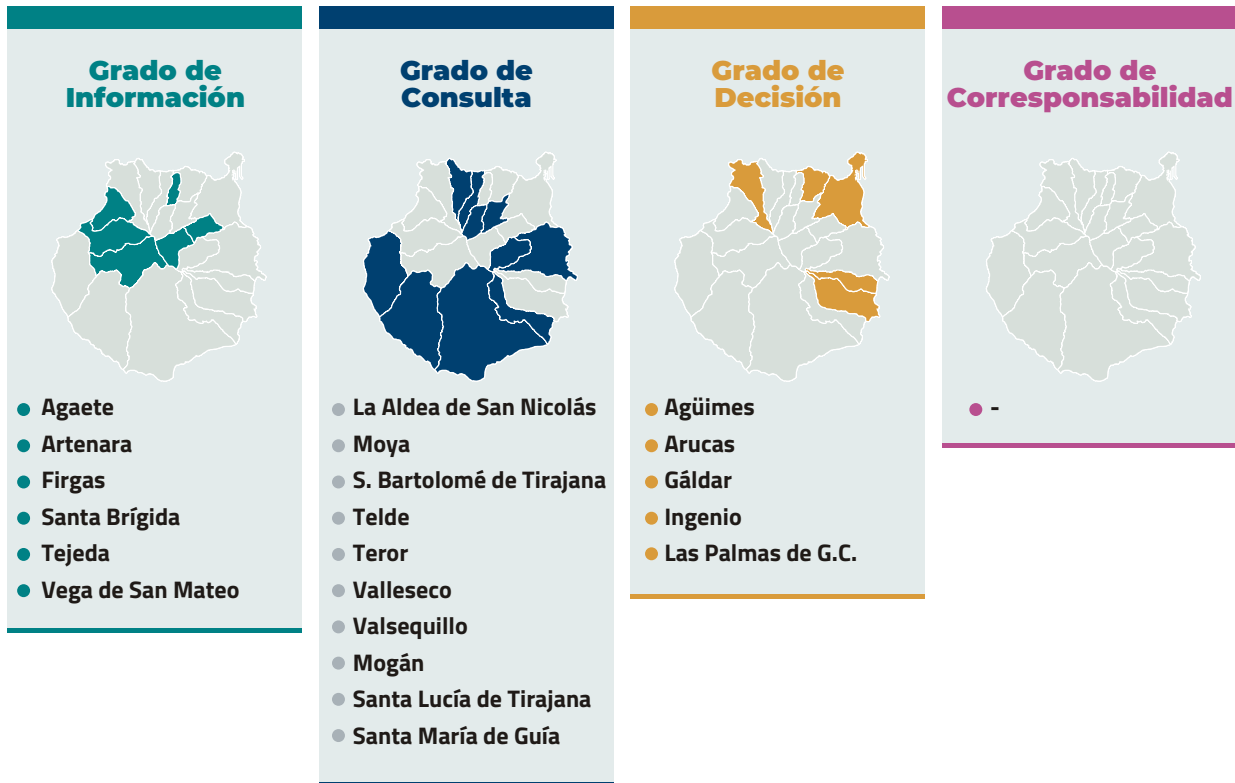 Grado de
Información
Agaete
Artenara
Firgas
Santa Brígida
Tejeda
Vega de San Mateo
Grado de
Consulta
La Aldea de San Nicolás
Moya
S. Bartolomé de Tirajana
Telde
Teror
Valleseco
Valsequillo
Mogán
Santa Lucía de Tirajana
Santa María de Guía
Grado de
Decisión
Agüimes
Arucas
Gáldar
Ingenio
Las Palmas de G.C.
Grado de
Corresponsabilidad
-